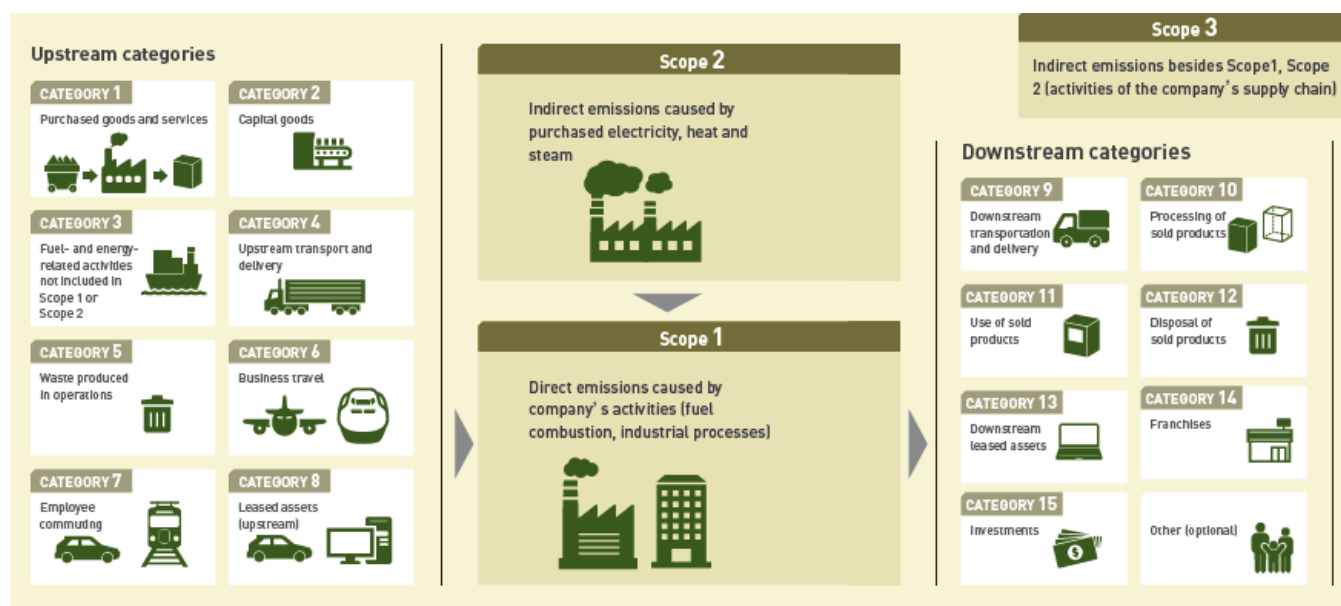 Upstream categories
CATEGORY 1
Purchased goods and services
CATEGORY 2
Capital goods
CATEGORY 3
Fuel- and energy-
related activities
not included in
Scope 1 or
Scope 2
CATEGORY 4
Upstream transport and
delivery
CATEGORY 5
Waste produced
in operations
CATEGORY 6
Business travel
CATEGORY 7
Employee
commuting
CATEGORY 8
Leased assets
(upstream)
Scope 2
Indirect emissions caused by
purchased electricity, heat and
steam
Scope 1
Direct emissions caused by
company's activities (fuel
combustion, industrial processes)
Scope 3
Indirect emissions besides Scope1, Scope
2 (activities of the company's supply chain)
Downstream categories
CATEGORY 9
Downstream
transportation
and delivery
CATEGORY 10
Processing of
sold products
CATEGORY 11
Use of sold
products
CATEGORY 12
Disposal of
sold products
CATEGORY 13
Downstream
leased assets
CATEGORY 14
Franchises
CATEGORY 15
Investments
$
Other (optional)